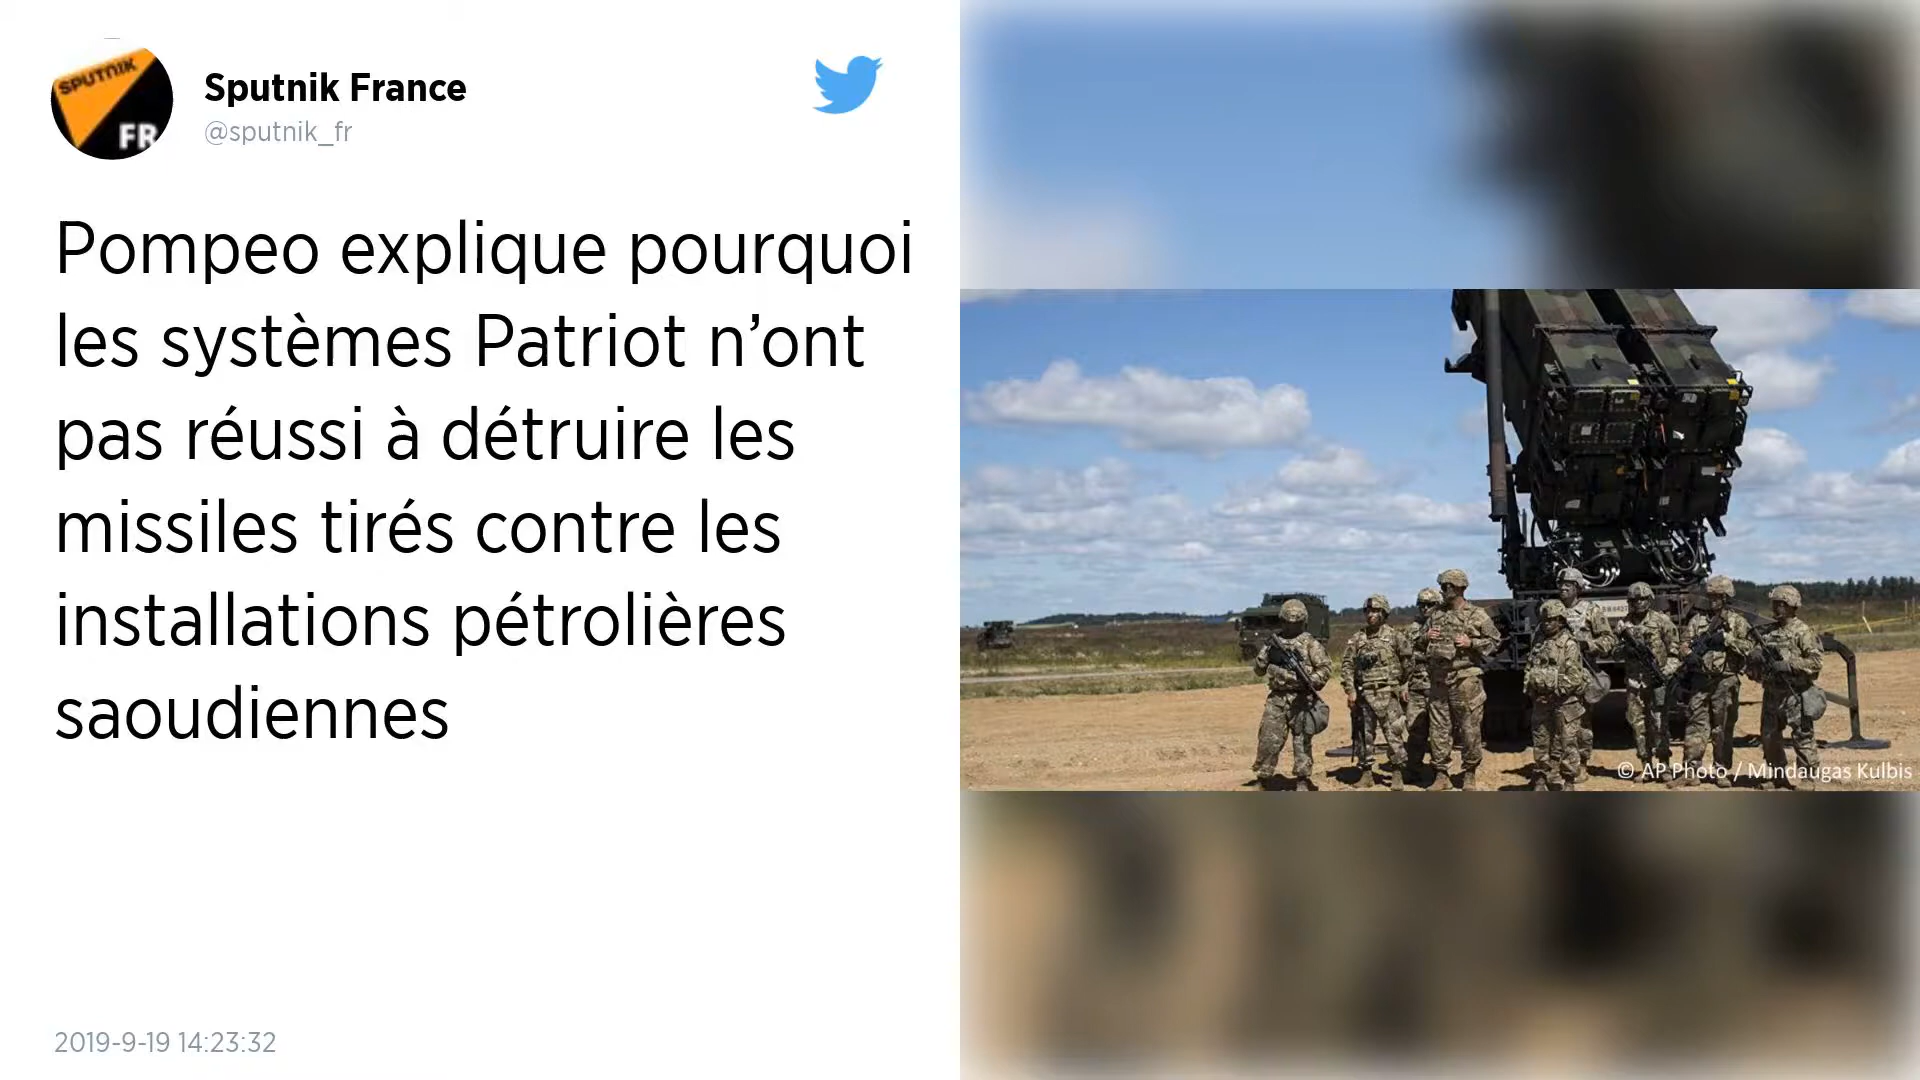 SPUTNIK
FR
Sputnik France
@sputnik_fr
Pompeo explique pourquoi
les systèmes Patriot n’ont
pas réussi à détruire les
missiles tirés contre les
installations pétrolières
saoudiennes
© AP Photo / Mindaugas Kulbis
2019-9-19 14:23:32